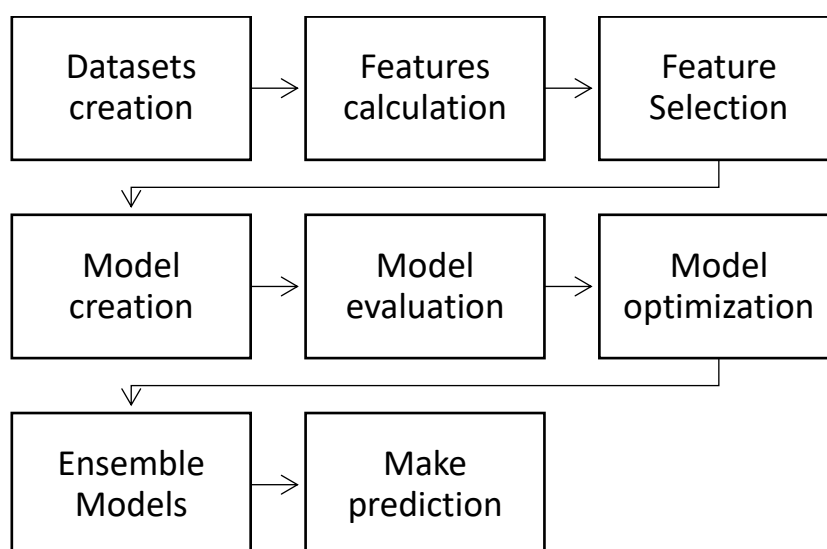 Datasets
creation
Features
calculation
Feature
Selection
Model
creation
Model
evaluation
Model
optimization
Ensemble
Models
Make
prediction